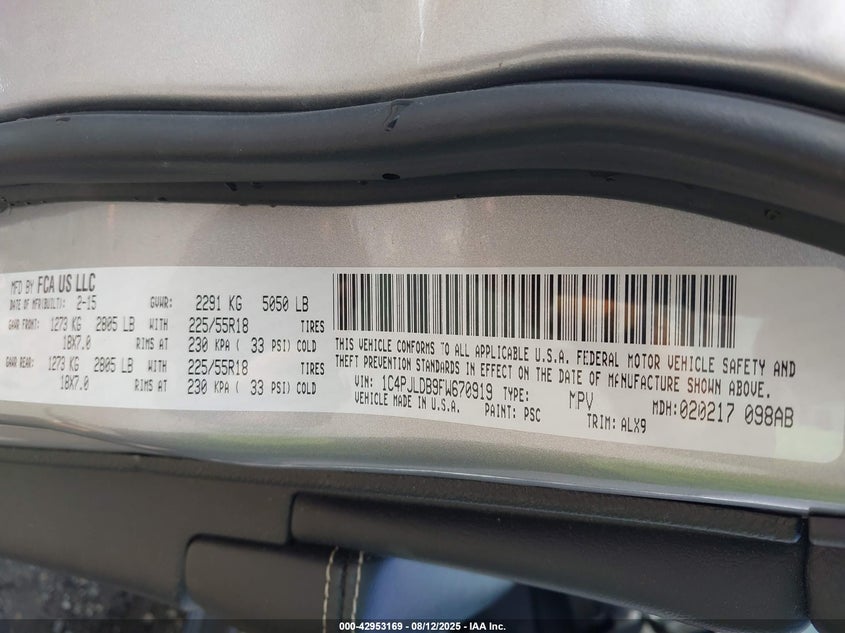 MFD BY FCA US LLC
DATE OF MFR(BUILT): 2-15 GVWR: 2291 KG 5050 LB
GAWR FRONT: 1273 KG 2805 LB WITH 225/55R18 TIRES
18X7.0 RIMS AT 230 KPA ( 33 PSI) COLD
GAWR REAR: 1273 KG 2805 LB WITH 225/55R18 TIRES
18X7.0 RIMS AT 230 KPA ( 33 PSI) COLD
THIS VEHICLE CONFORMS TO ALL APPLICABLE U.S.A. FEDERAL MOTOR VEHICLE SAFETY AND
THEFT PREVENTION STANDARDS IN EFFECT ON THE DATE OF MANUFACTURE SHOWN ABOVE.
VIN: 1C4PJLDB9FW670919 TYPE: MPV MDH:020217 098AB
VEHICLE MADE IN U.S.A. PAINT: PSC TRIM: ALX9
000-42953169 - 08/12/2025 - IAA Inc.